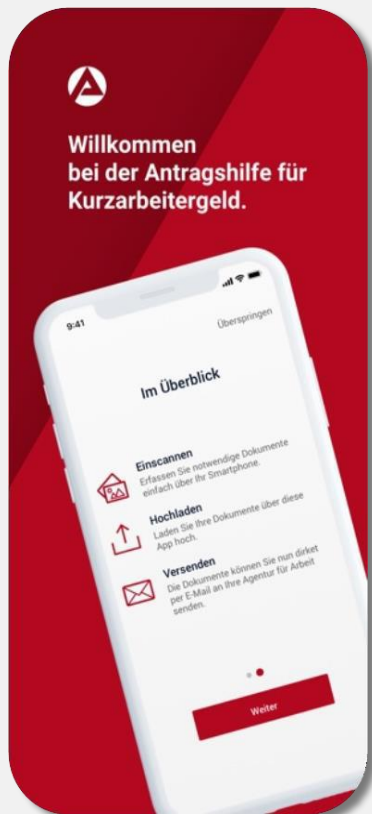 Willkommen
bei der Antragshilfe für
Kurzarbeitergeld.
9:41
Überspringen
Im Überblick
Einscannen
Erfassen Sie notwendige Dokumente
einfach über Ihr Smartphone.
Hochladen
Laden Sie Ihre Dokumente über diese
App hoch.
Versenden
Die Dokumente können Sie nun dirket
per E-Mail an Ihre Agentur für Arbeit
senden.
Weiter